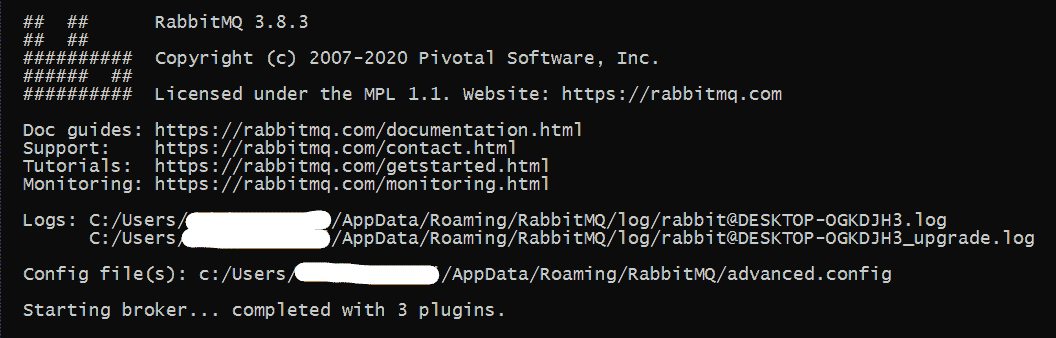 ##  ##      RabbitMQ 3.8.3
##  ##
##########  Copyright (c) 2007-2020 Pivotal Software, Inc.
######  ##
##########  Licensed under the MPL 1.1. Website: https://rabbitmq.com
Doc guides: https://rabbitmq.com/documentation.html
Support:    https://rabbitmq.com/contact.html
Tutorials:  https://rabbitmq.com/getstarted.html
Monitoring: https://rabbitmq.com/monitoring.html
Logs: C:/Users/ /AppData/Roaming/RabbitMQ/log/rabbit@DESKTOP-OGKDJH3.log
      C:/Users/ /AppData/Roaming/RabbitMQ/log/rabbit@DESKTOP-OGKDJH3_upgrade.log
Config file(s): c:/Users/ /AppData/Roaming/RabbitMQ/advanced.config
Starting broker... completed with 3 plugins.